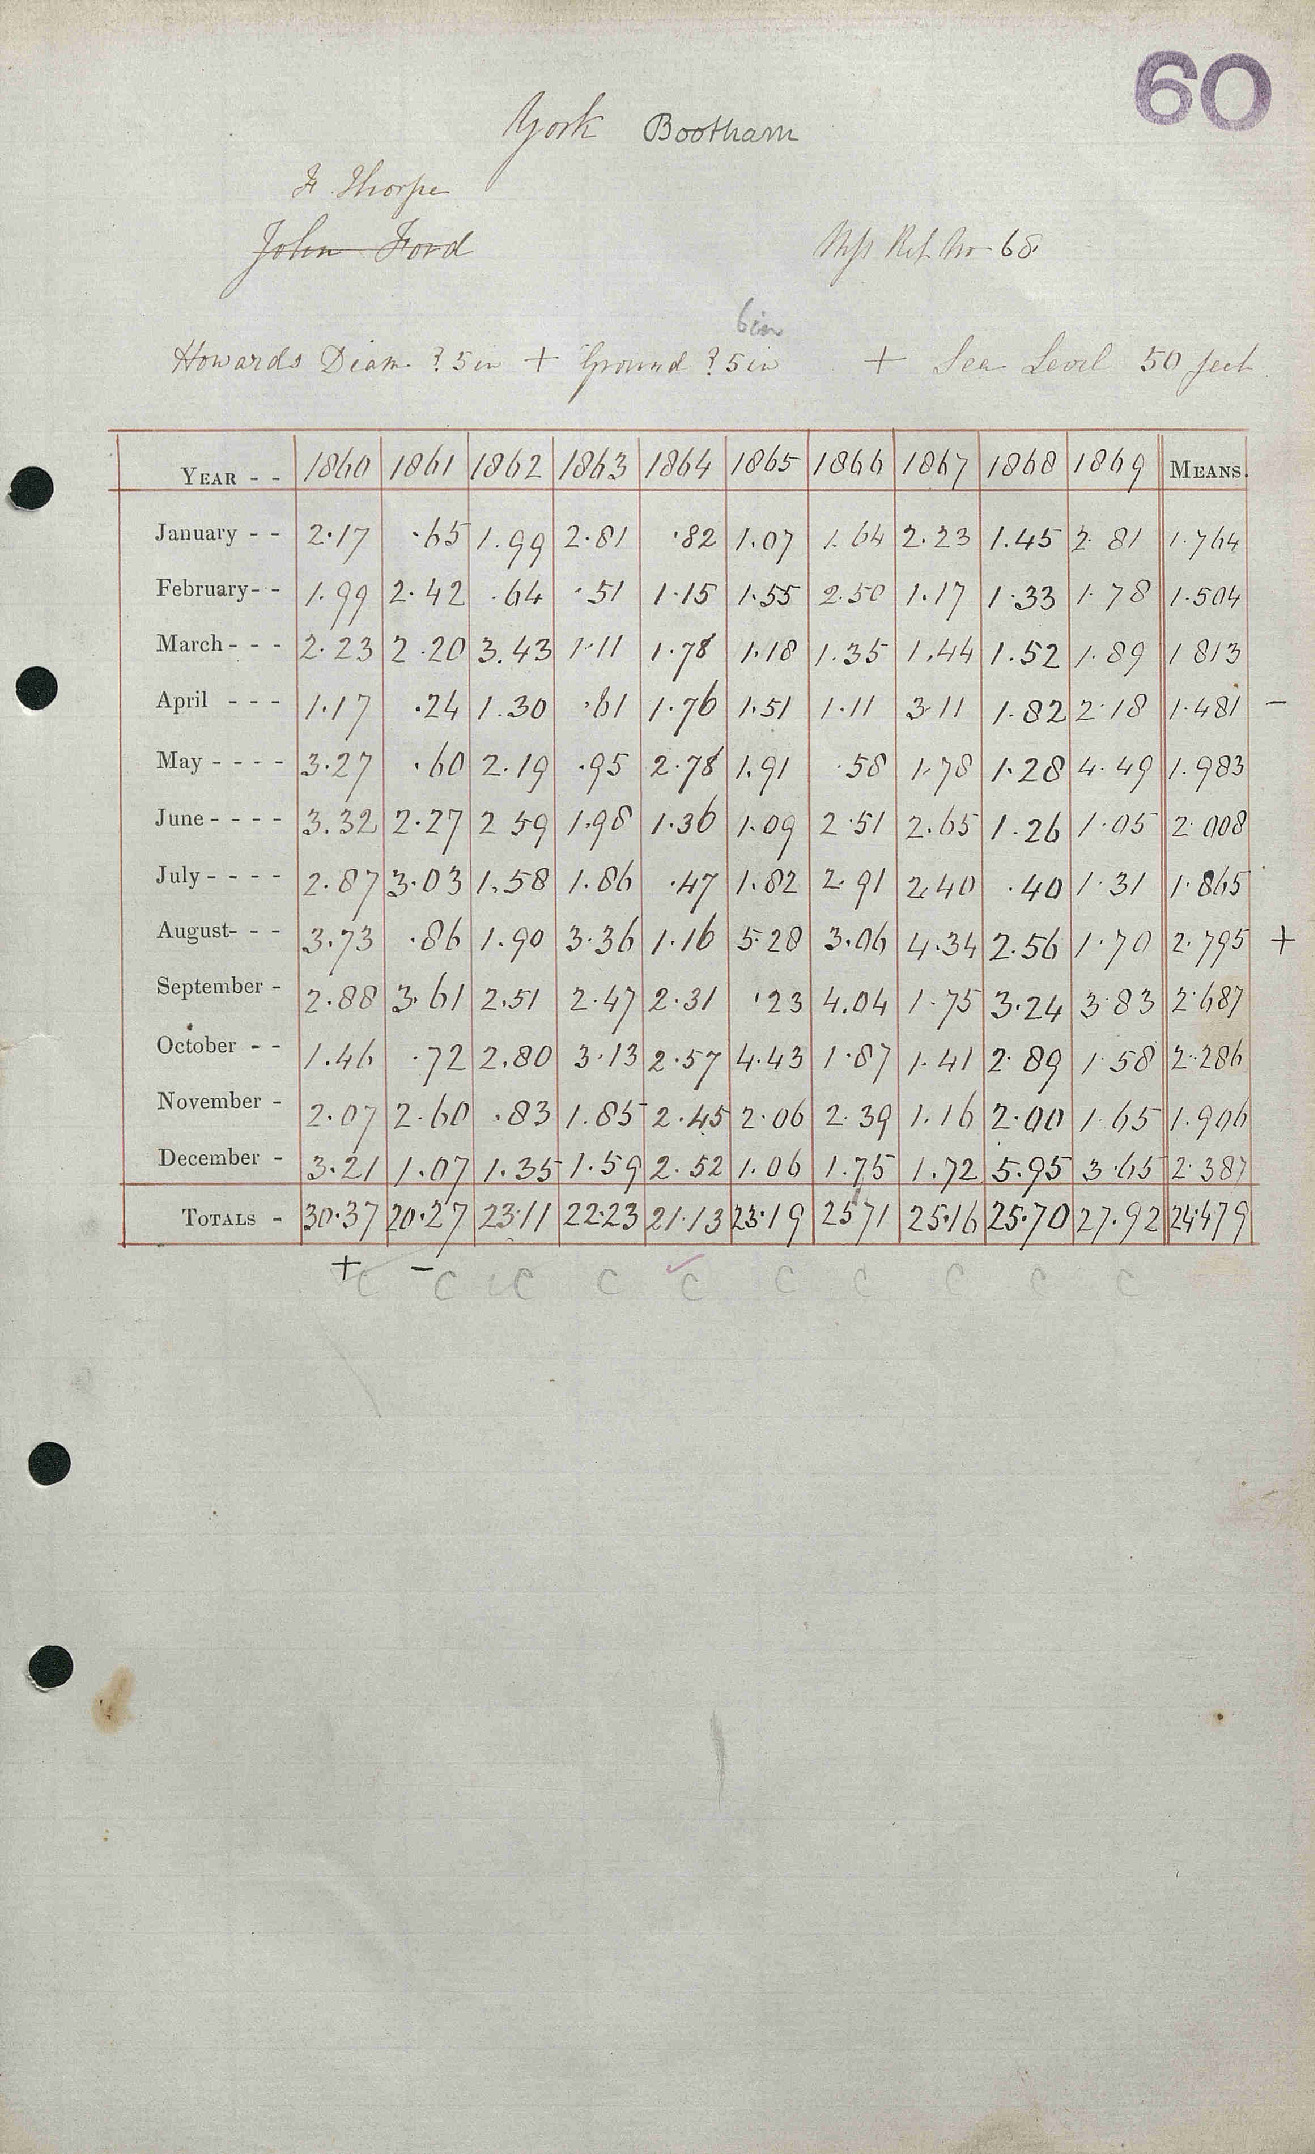 60
York Bootham
F. Thorpe
John Ford
Mss Ref. No 68
6in
Howards Diam. ? 5in + Ground ? 5in + Sea Level 50 feet
YEAR - - 1860 1861 1862 1863 1864 1865 1866 1867 1868 1869 MEANS.
January - - 2.17 .65 1.99 2.81 .82 1.07 1.64 2.23 1.45 2.81 1.764
February - - 1.99 2.42 .64 .51 1.15 1.55 2.50 1.17 1.33 1.78 1.504
March - - - 2.23 2.20 3.43 1.11 1.78 1.18 1.35 1.44 1.52 1.89 1 813
April - - - 1.17 .24 1.30 .61 1.76 1.51 1.11 3.11 1.82 2.18 1.481 -
May - - - - 3.27 .60 2.19 .95 2.78 1.91 .58 1.78 1.28 4.49 1.983
June - - - - 3.32 2.27 2 59 1.98 1.36 1.09 2.51 2.65 1.26 1.05 2.008
July - - - - 2.87 3.03 1.58 1.86 .47 1.82 2.91 2.40 .40 1.31 1.865
August - - - 3.73 .86 1.90 3.36 1.16 5.28 3.06 4.34 2.56 1.70 2.795 +
September - 2.88 3.61 2.51 2.47 2.31 .23 4.04 1.75 3.24 3.83 2.687
October - - 1.46 .72 2.80 3.13 2.57 4.43 1.87 1.41 2.89 1.58 2.286
November - 2.07 2.60 .83 1.85 2.45 2.06 2.39 1.16 2.00 1.65 1.906
December - 3.21 1.07 1.35 1.59 2.52 1.06 1.75 1.72 5.95 3.65 2.387
TOTALS - 30.37 20.27 23.11 22.23 21.13 23.19 25 71 25.16 25.70 27.92 24.479
+ C - C C C C C C C C C